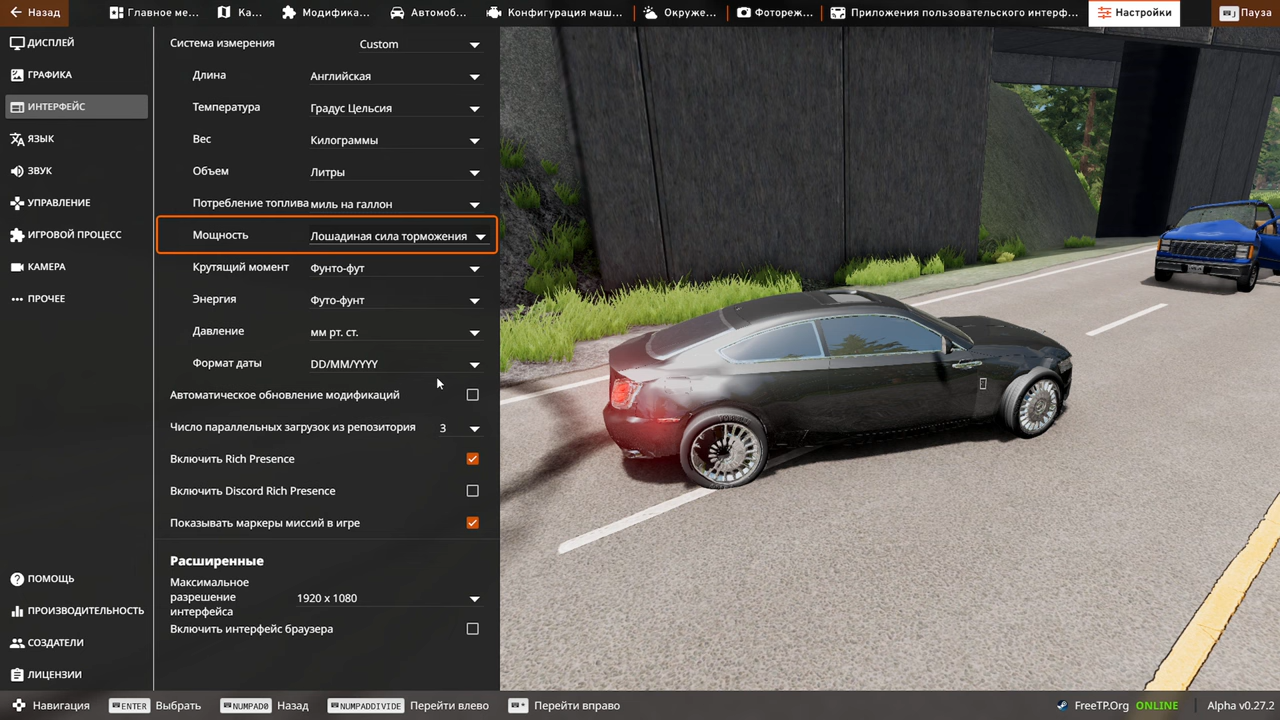 Назад
Главное ме...
Ка...
Модифика...
Автомоб...
Конфигурация маш...
Окруже...
Фотореж...
Приложения пользовательского интерф...
Настройки
Пауза
ДИСПЛЕЙ
ГРАФИКА
ИНТЕРФЕЙС
ЯЗЫК
ЗВУК
УПРАВЛЕНИЕ
ИГРОВОЙ ПРОЦЕСС
КАМЕРА
ПРОЧЕЕ
ПОМОЩЬ
ПРОИЗВОДИТЕЛЬНОСТЬ
СОЗДАТЕЛИ
ЛИЦЕНЗИИ
Система измерения Custom
Длина Английская
Температура Градус Цельсия
Вес Килограммы
Объем Литры
Потребление топлива миль на галлон
Мощность Лошадиная сила торможения
Крутящий момент Фунто-фут
Энергия Футо-фунт
Давление мм рт. ст.
Формат даты DD/MM/YYYY
Автоматическое обновление модификаций
Число параллельных загрузок из репозитория 3
Включить Rich Presence
Включить Discord Rich Presence
Показывать маркеры миссий в игре
Расширенные
Максимальное
разрешение
интерфейса
1920 x 1080
Включить интерфейс браузера
Навигация
ENTER Выбрать
NUMPAD0 Назад
NUMPADDIVIDE Перейти влево
* Перейти вправо
FreeTP.Org ONLINE
Alpha v0.27.2